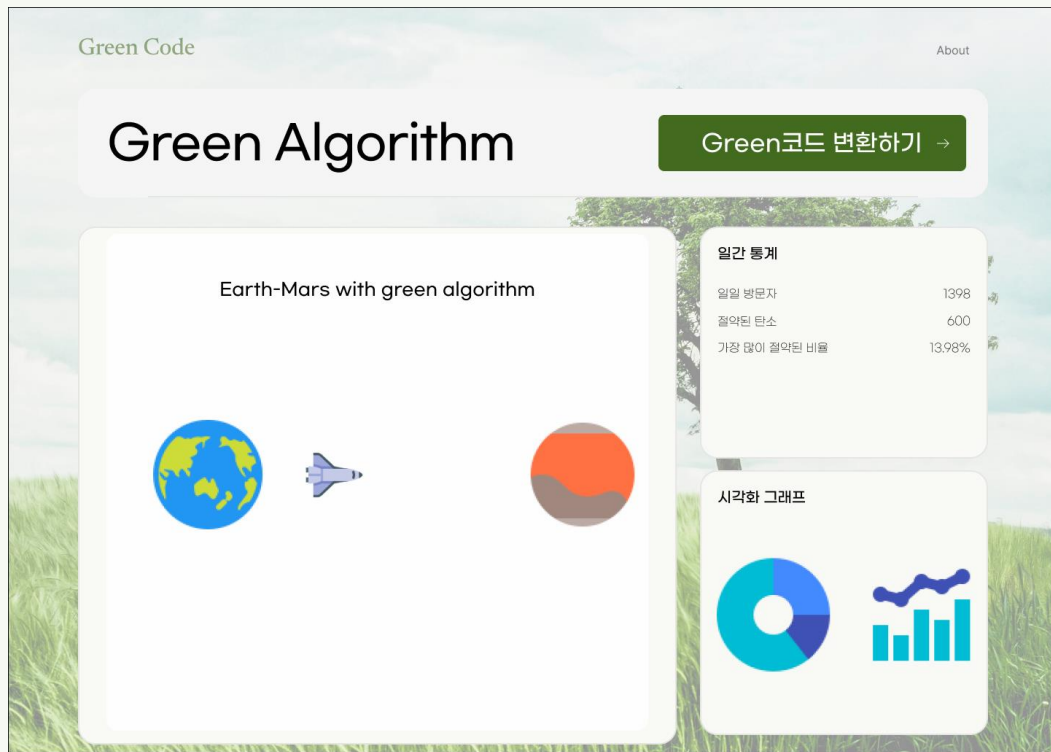 Green Code
About
Green Algorithm
Green코드 변환하기 →
Earth-Mars with green algorithm
일간 통계
일일 방문자 1398
절약된 탄소 600
가장 많이 절약된 비율 13.98%
시각화 그래프